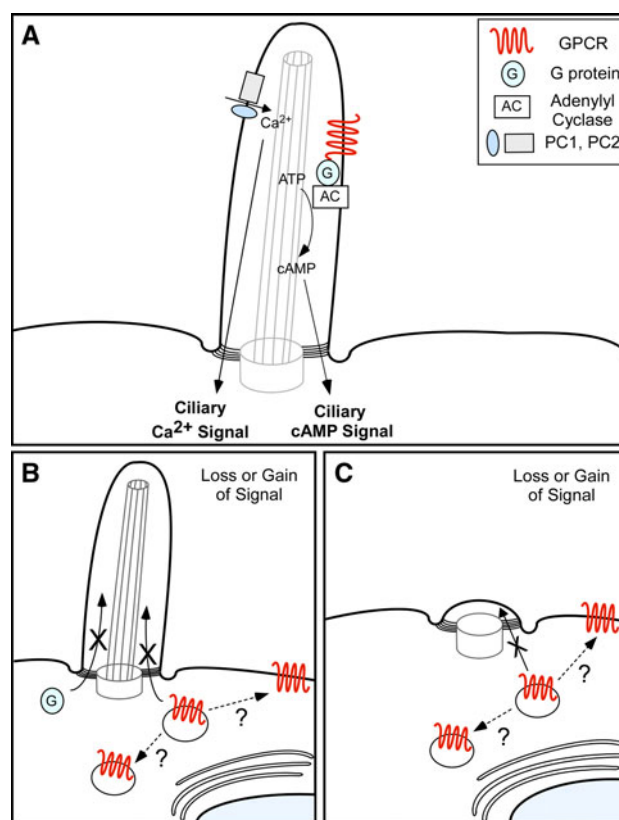 A
GPCR
G
G protein
AC
Adenylyl
Cyclase
PC1, PC2
Ca2+
G
ATP
AC
cAMP
Ciliary
Ca2+ Signal
Ciliary
cAMP Signal
B
Loss or Gain
of Signal
X
X
G
?
?
C
Loss or Gain
of Signal
X
?
?